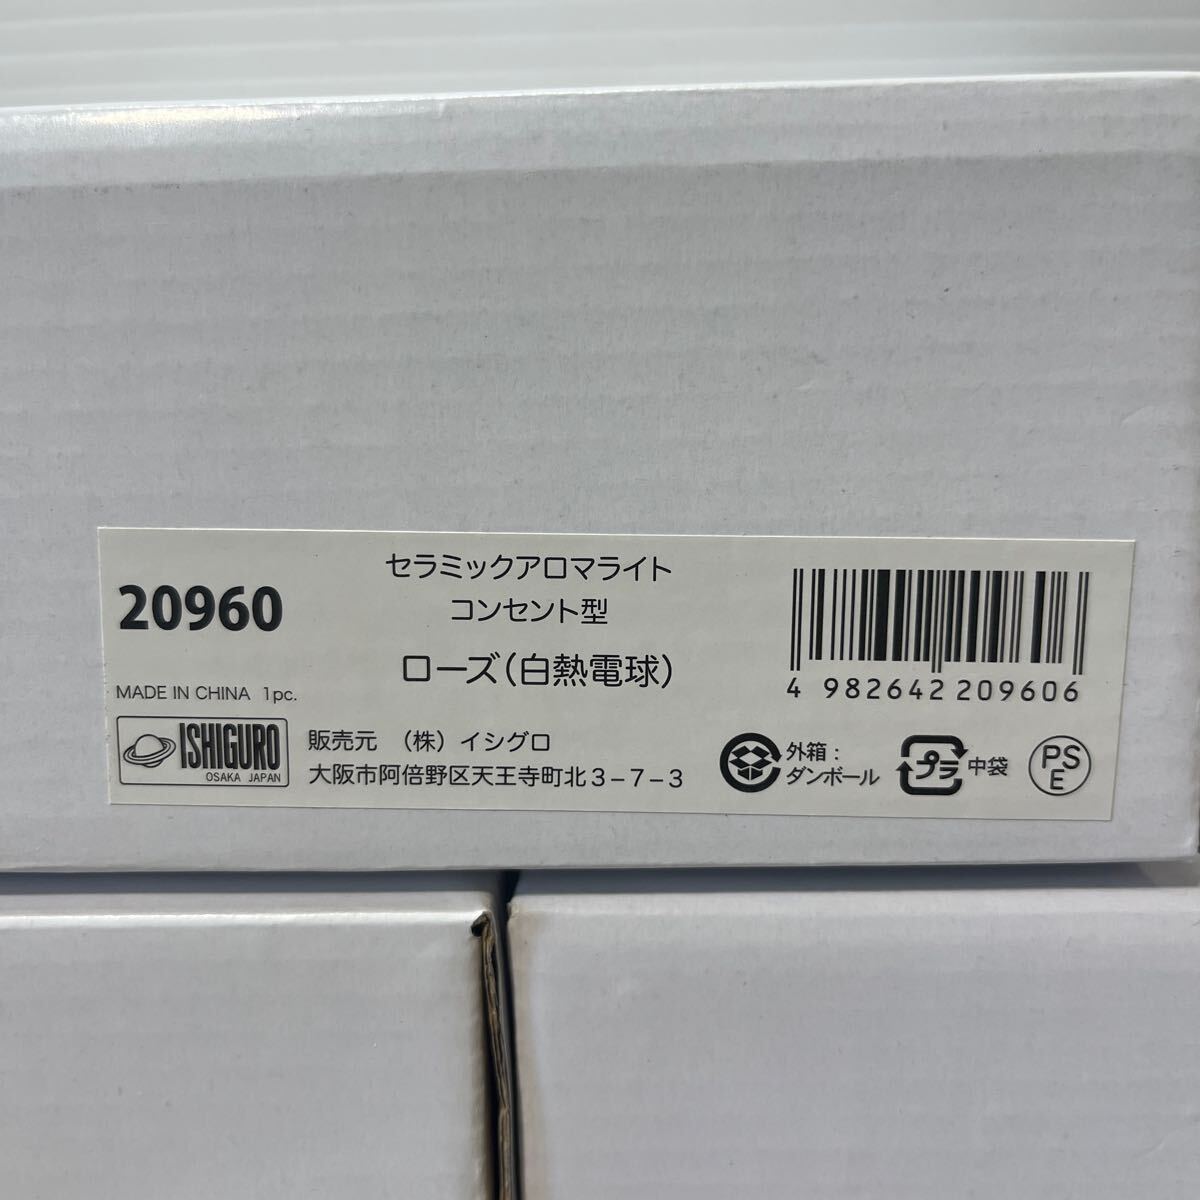 20960
セラミックアロマライト
コンセント型
ローズ(白熱電球)
MADE IN CHINA 1pc.
4 982642 209606
ISHIGURO
OSAKA JAPAN
販売元 (株)イシグロ
大阪市阿倍野区天王寺町北3-7-3
外箱:
ダンボール
プラ 中袋
PS
E